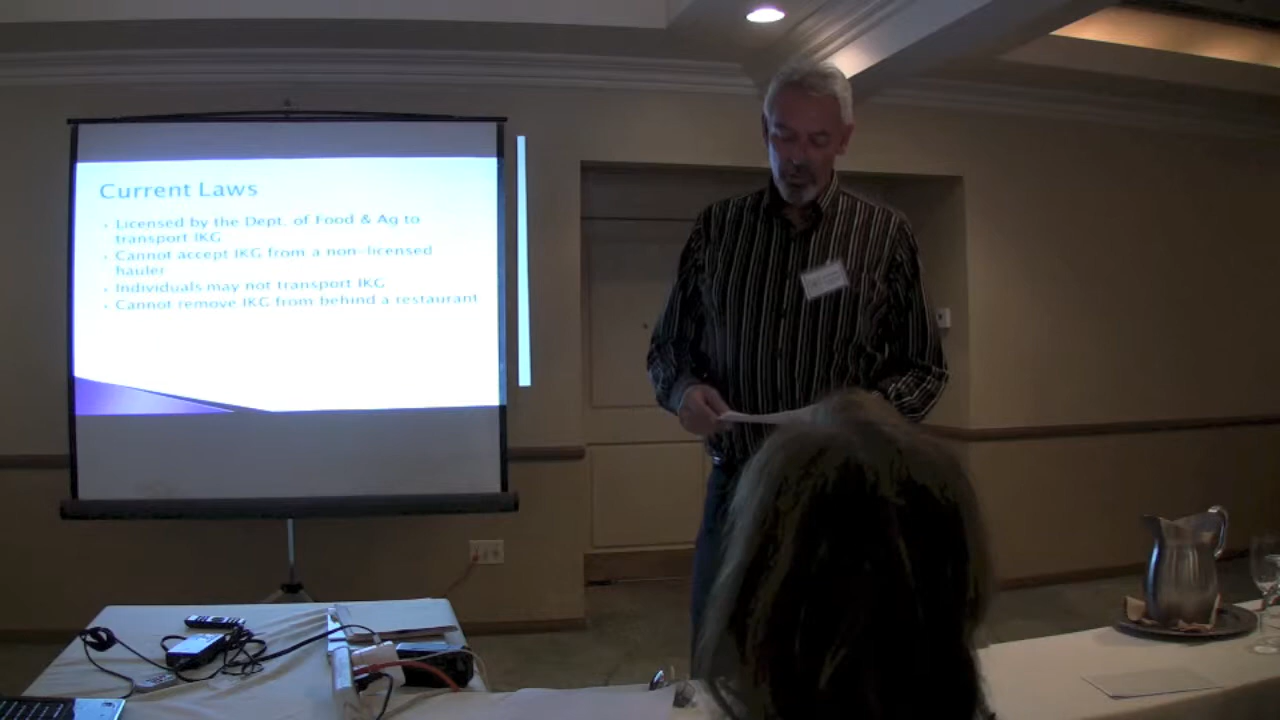 Current Laws
Licensed by the Dept. of Food & Ag to
transport IKG
Cannot accept IKG from a non-licensed
hauler
Individuals may not transport IKG
Cannot remove IKG from behind a restaurant